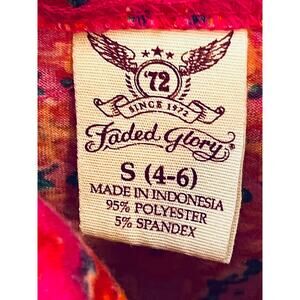 '72
SINCE 1972
Faded Glory
S (4-6)
MADE IN INDONESIA
95% POLYESTER
5% SPANDEX